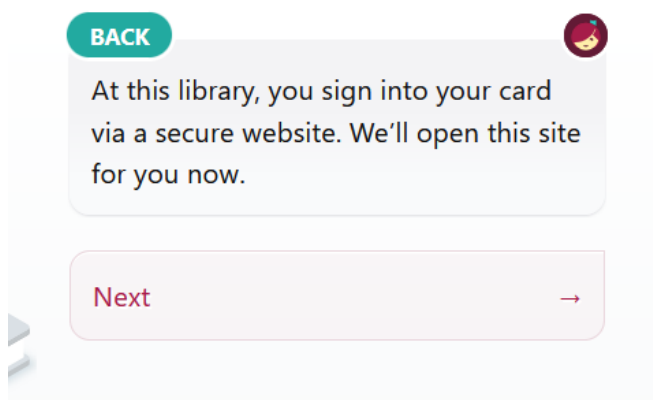 BACK
At this library, you sign into your card
via a secure website. We’ll open this site
for you now.
Next →